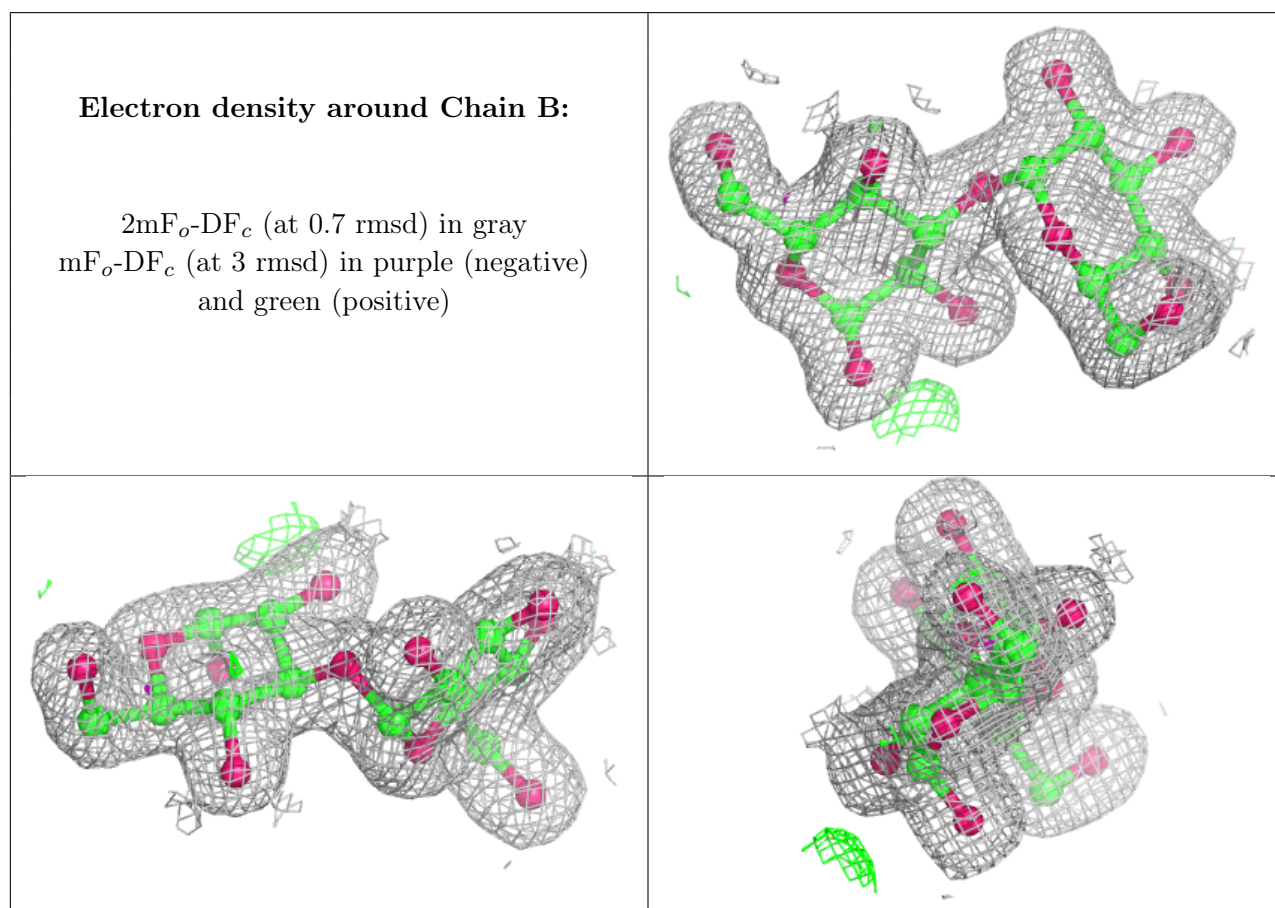 Electron density around Chain B:
2mFo-DFc (at 0.7 rmsd) in gray
mFo-DFc (at 3 rmsd) in purple (negative)
and green (positive)